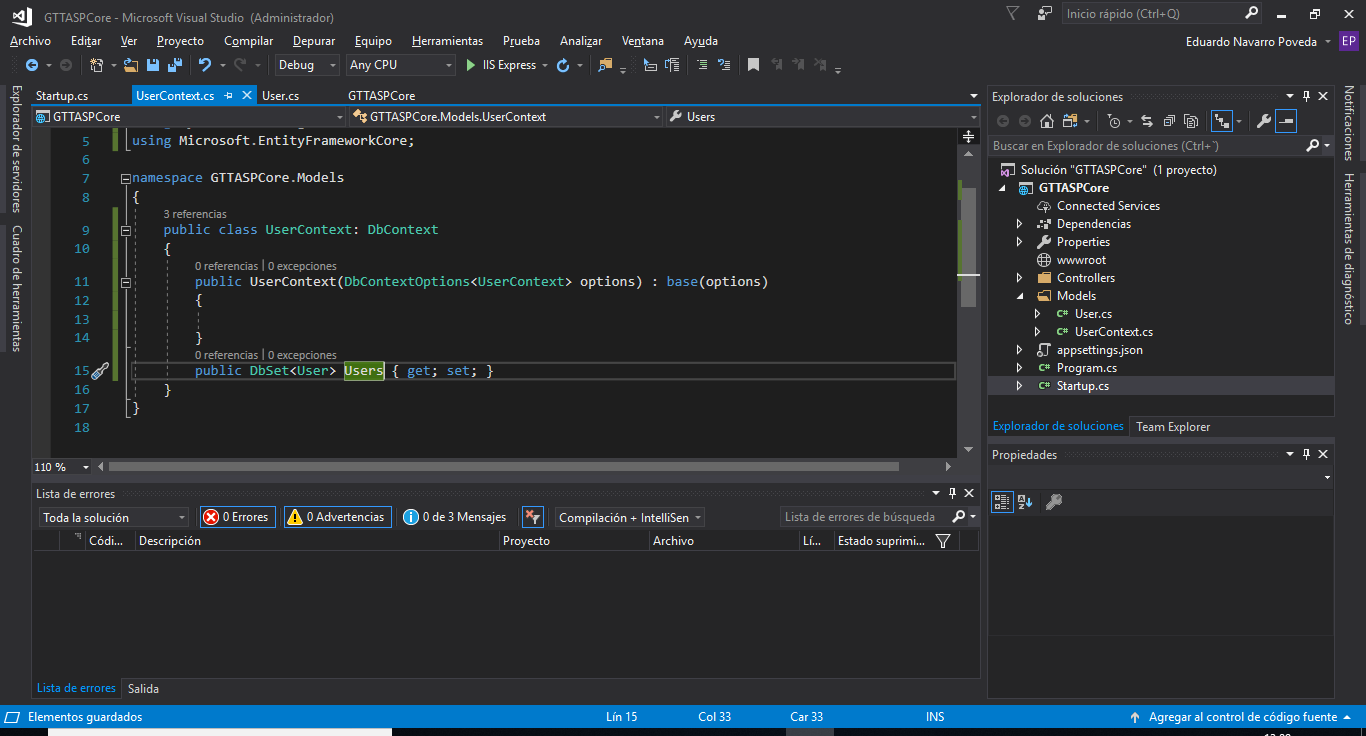 GTTASPCore - Microsoft Visual Studio (Administrador)
Inicio rápido (Ctrl+Q)
Archivo Editar Ver Proyecto Compilar Depurar Equipo Herramientas Prueba Analizar Ventana Ayuda
Eduardo Navarro Poveda EP
Debug Any CPU IIS Express
Explorador de servidores
Cuadro de herramientas
Startup.cs UserContext.cs User.cs GTTASPCore
GTTASPCore GTTASPCore.Models.UserContext Users
5 using Microsoft.EntityFrameworkCore;
6
7 namespace GTTASPCore.Models
8 {
3 referencias
9 public class UserContext: DbContext
10 {
0 referencias | 0 excepciones
11 public UserContext(DbContextOptions<UserContext> options) : base(options)
12 {
13
14 }
0 referencias | 0 excepciones
15 public DbSet<User> Users { get; set; }
16 }
17 }
18
110 %
Lista de errores
Toda la solución 0 Errores 0 Advertencias 0 de 3 Mensajes Compilación + IntelliSen Lista de errores de búsqueda
Códi... Descripción Proyecto Archivo Lí... Estado suprimi...
Lista de errores Salida
Explorador de soluciones
Buscar en Explorador de soluciones (Ctrl+¨)
Solución "GTTASPCore" (1 proyecto)
GTTASPCore
Connected Services
Dependencias
Properties
wwwroot
Controllers
Models
C# User.cs
C# UserContext.cs
appsettings.json
C# Program.cs
C# Startup.cs
Explorador de soluciones Team Explorer
Propiedades
Notificaciones
Herramientas de diagnóstico
Elementos guardados Lín 15 Col 33 Car 33 INS Agregar al control de código fuente